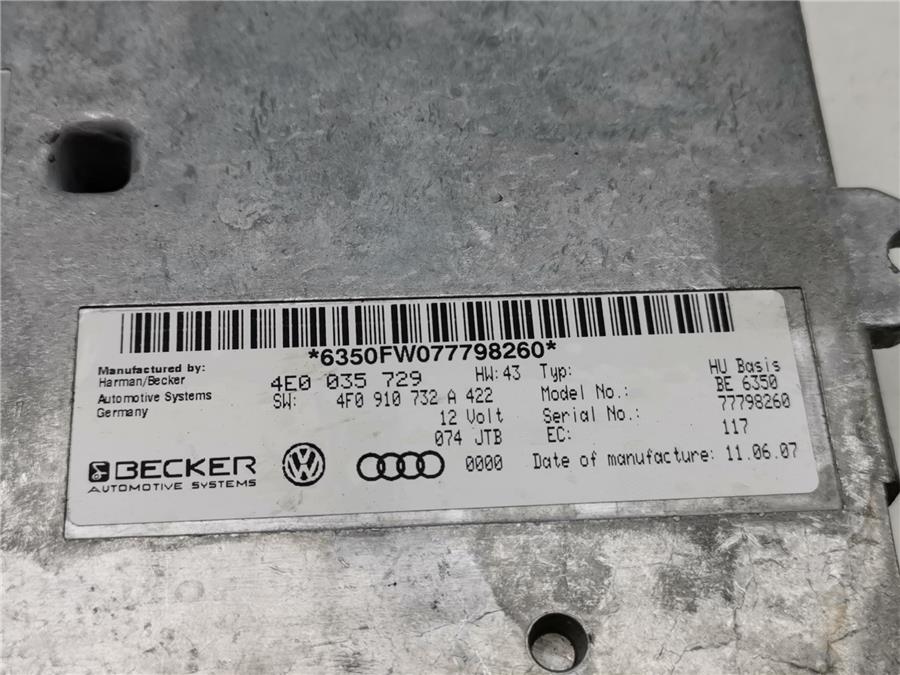 *6350FW077798260*
Manufactured by:
Harman/Becker
Automotive Systems
Germany
4E0 035 729 HW: 43 Typ: HU Basis
SW: 4F0 910 732 A 422 Model No.: BE 6350
12 Volt Serial No.: 77798260
074 JTB EC: 117
BECKER
AUTOMOTIVE SYSTEMS
0000 Date of manufacture: 11.06.07